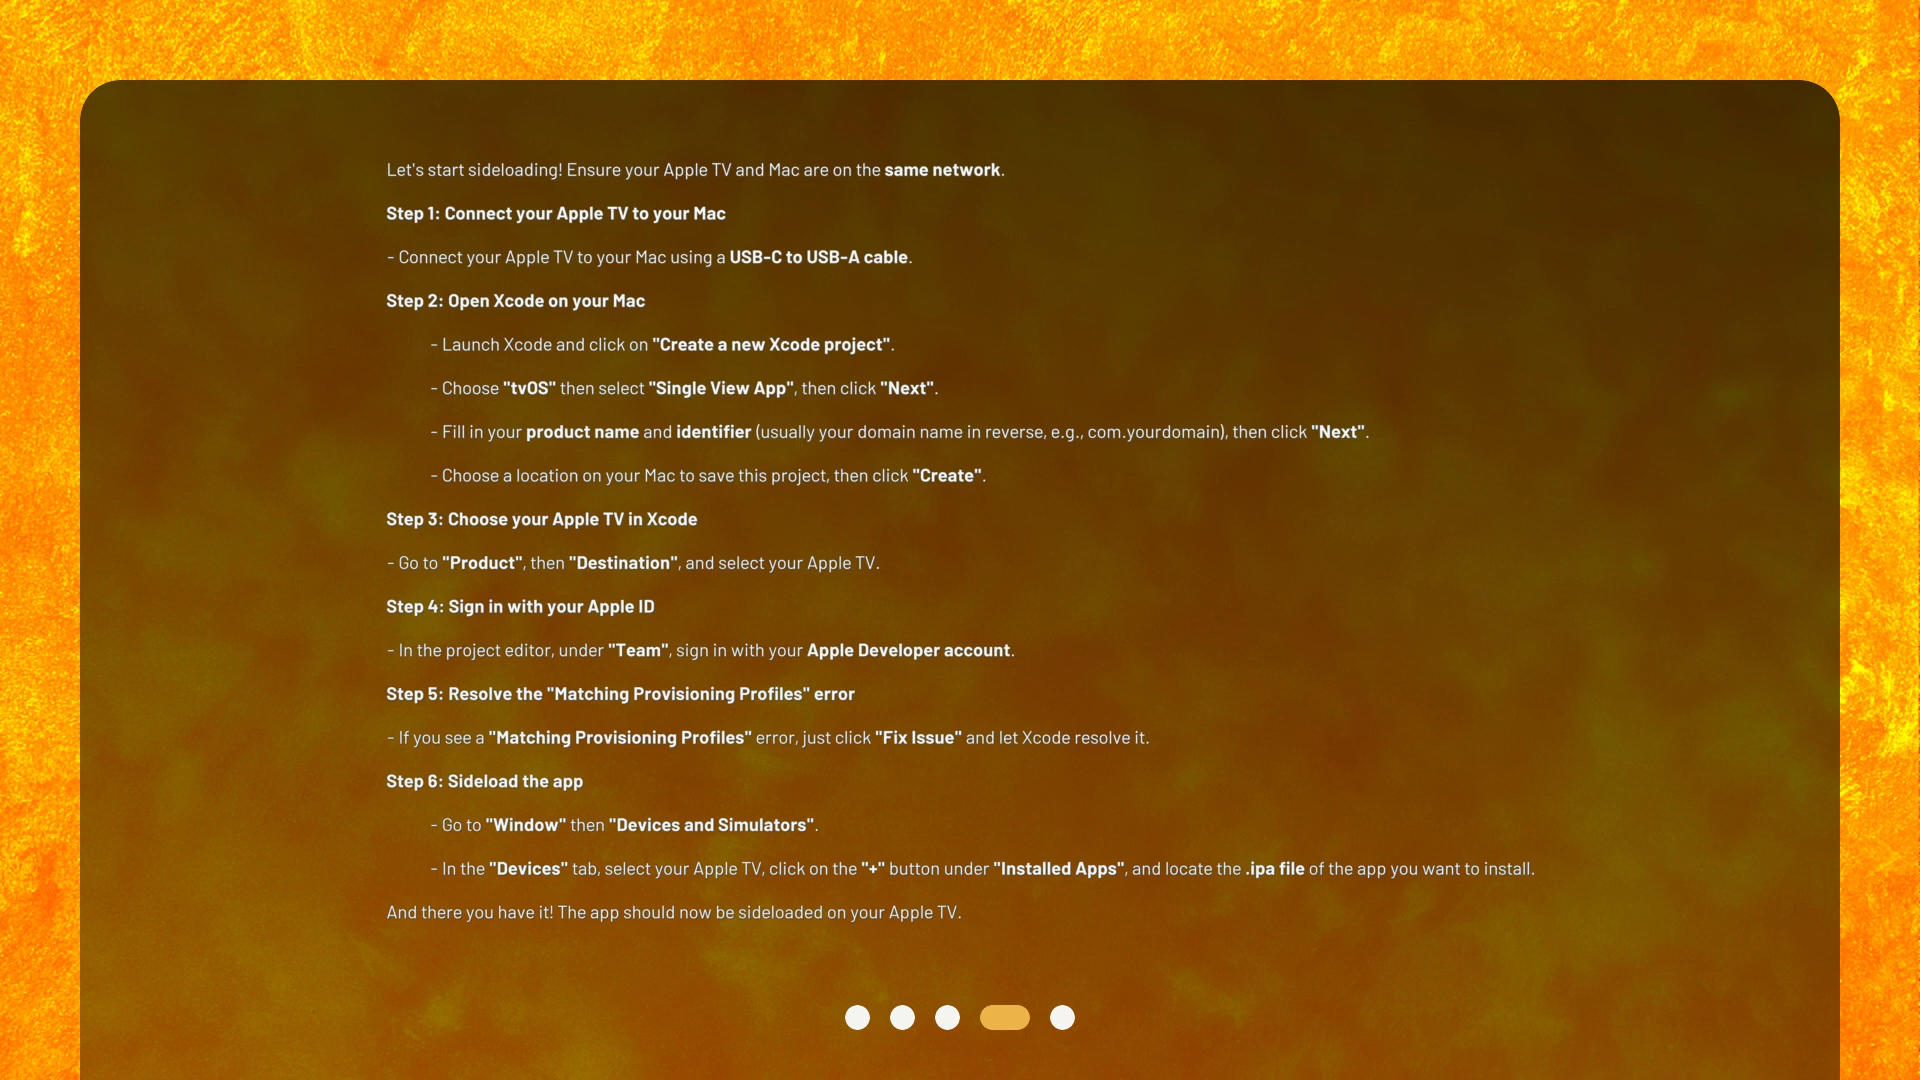 Let's start sideloading! Ensure your Apple TV and Mac are on the same network.
Step 1: Connect your Apple TV to your Mac
- Connect your Apple TV to your Mac using a USB-C to USB-A cable.
Step 2: Open Xcode on your Mac
- Launch Xcode and click on "Create a new Xcode project".
- Choose "tvOS" then select "Single View App", then click "Next".
- Fill in your product name and identifier (usually your domain name in reverse, e.g., com.yourdomain), then click "Next".
- Choose a location on your Mac to save this project, then click "Create".
Step 3: Choose your Apple TV in Xcode
- Go to "Product", then "Destination", and select your Apple TV.
Step 4: Sign in with your Apple ID
- In the project editor, under "Team", sign in with your Apple Developer account.
Step 5: Resolve the "Matching Provisioning Profiles" error
- If you see a "Matching Provisioning Profiles" error, just click "Fix Issue" and let Xcode resolve it.
Step 6: Sideload the app
- Go to "Window" then "Devices and Simulators".
- In the "Devices" tab, select your Apple TV, click on the "+" button under "Installed Apps", and locate the .ipa file of the app you want to install.
And there you have it! The app should now be sideloaded on your Apple TV.